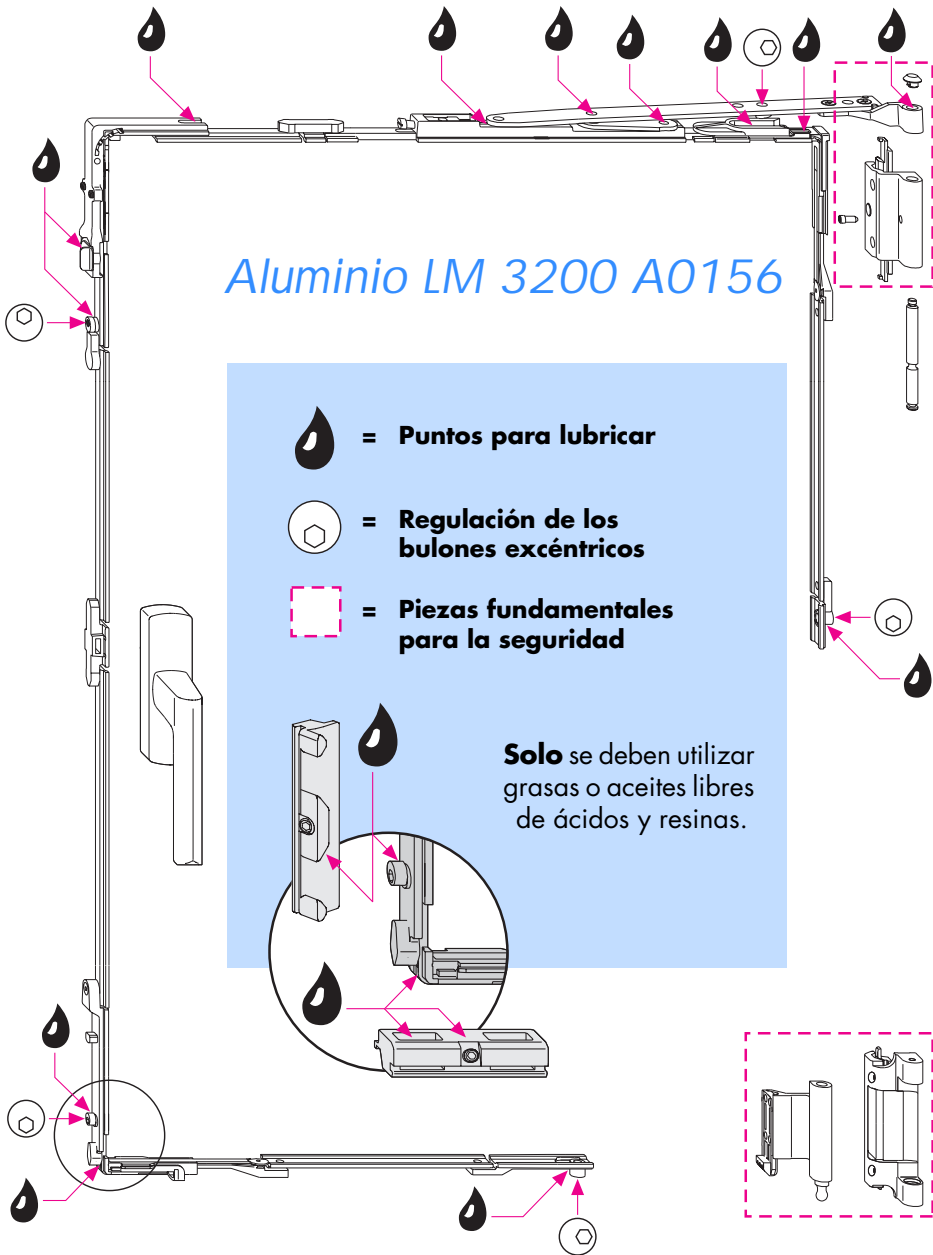 Aluminio LM 3200 A0156
= Puntos para lubricar
= Regulación de los
bulones excéntricos
= Piezas fundamentales
para la seguridad
Solo se deben utilizar
grasas o aceites libres
de ácidos y resinas.